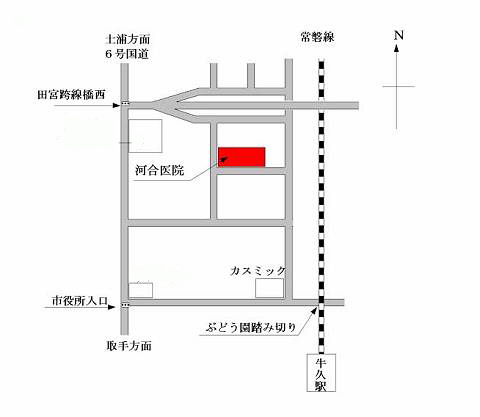 土浦方面
６号国道
常磐線
N
田宮跨線橋西
河合医院
カスミック
市役所入口
ぶどう園踏み切り
取手方面
牛久駅